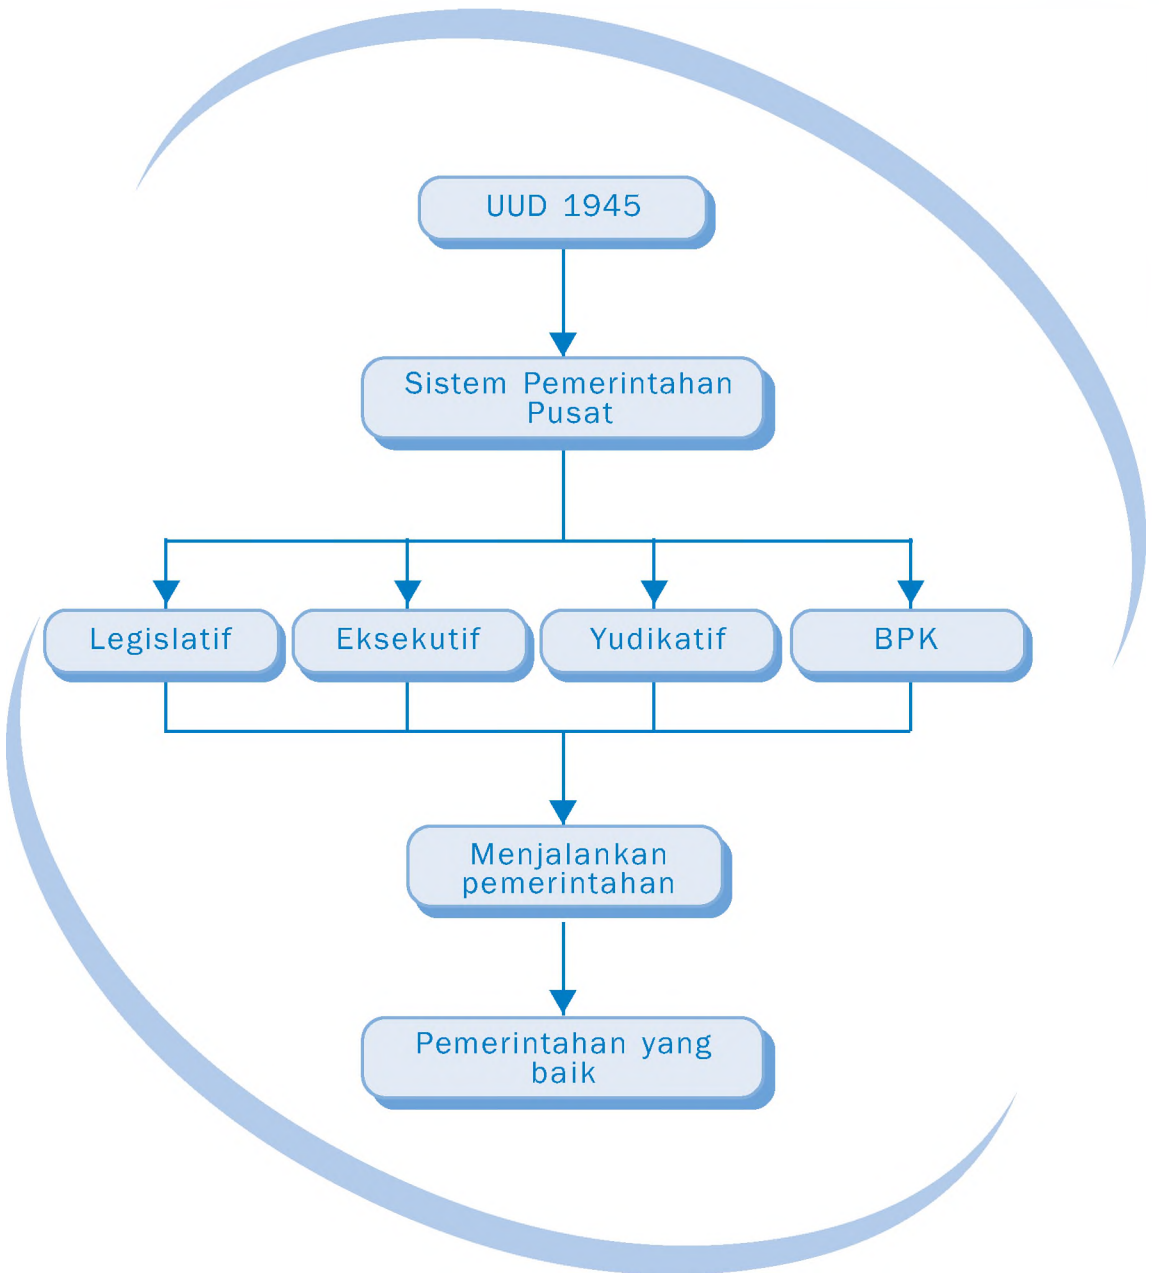 UUD 1945
Sistem Pemerintahan
Pusat
Legislatif
Eksekutif
Yudikatif
BPK
Menjalankan
pemerintahan
Pemerintahan yang
baik